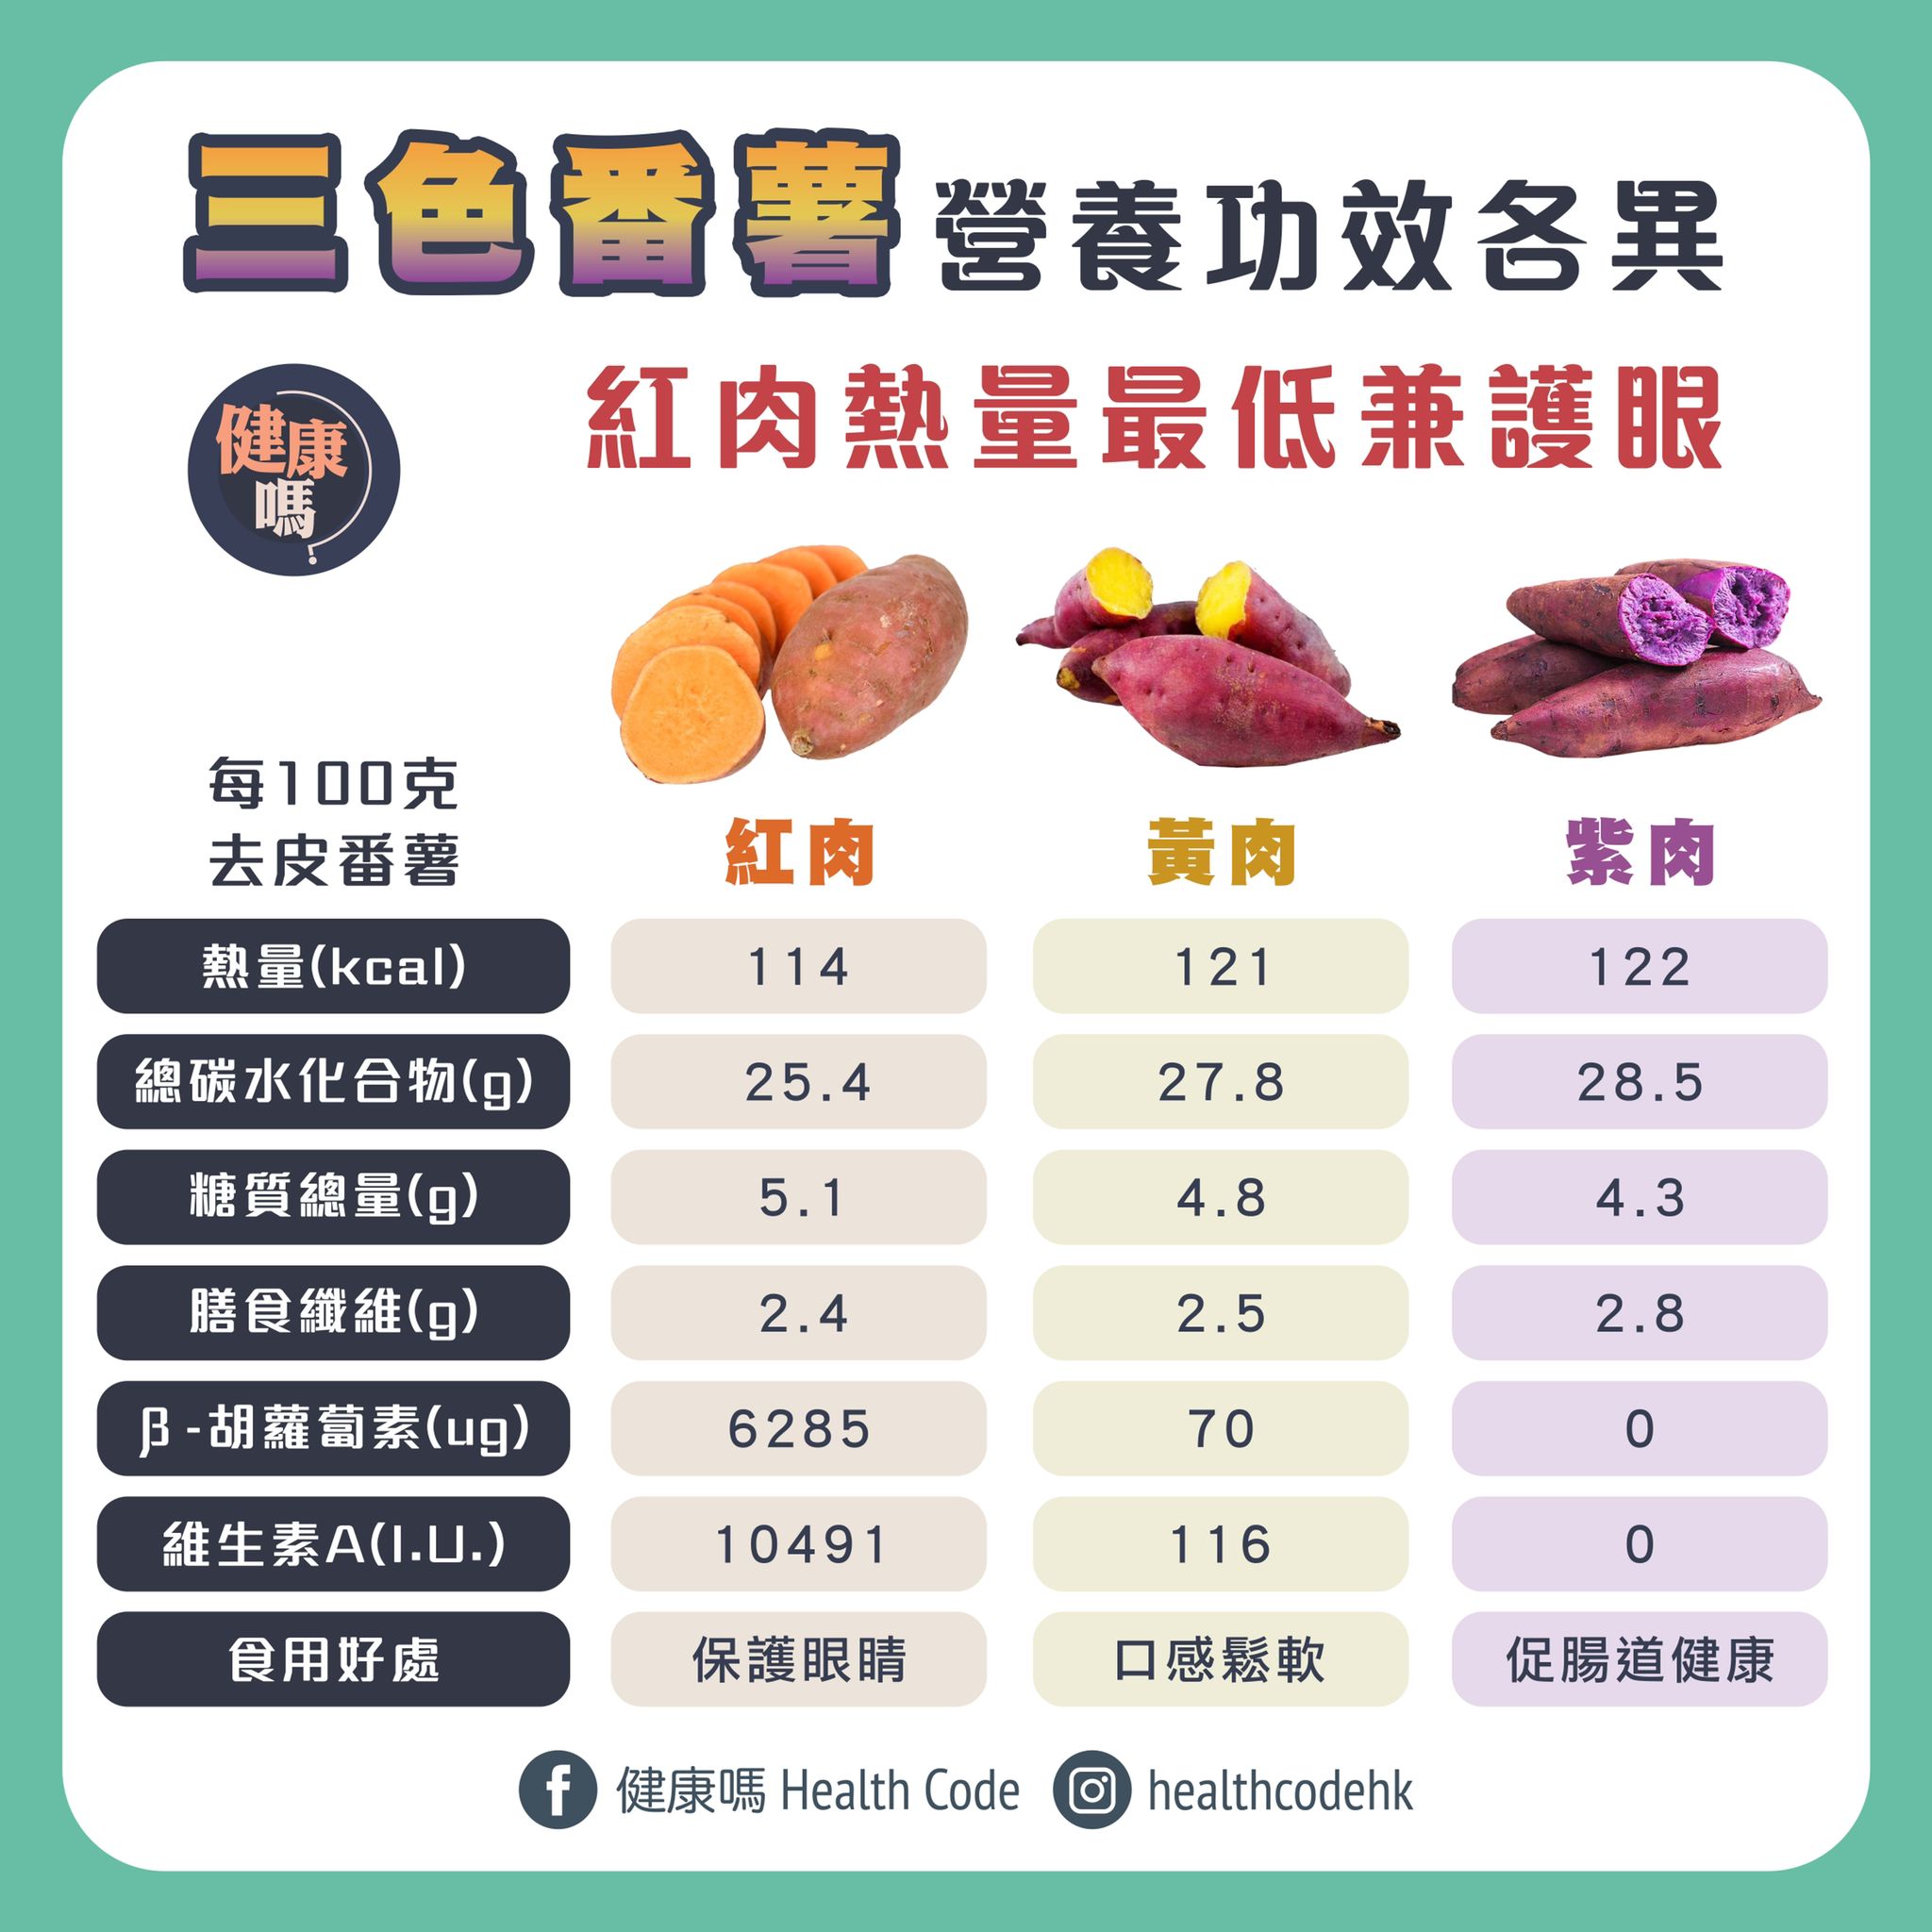 三色番薯 營養功效各異
紅肉熱量最低兼護眼
健康
嗎?
每100克
去皮番薯
紅肉 黃肉 紫肉
熱量(kcal) 114 121 122
總碳水化合物(g) 25.4 27.8 28.5
糖質總量(g) 5.1 4.8 4.3
膳食纖維(g) 2.4 2.5 2.8
β-胡蘿蔔素(ug) 6285 70 0
維生素A(I.U.) 10491 116 0
食用好處 保護眼睛 口感鬆軟 促腸道健康
健康嗎 Health Code healthcodehk